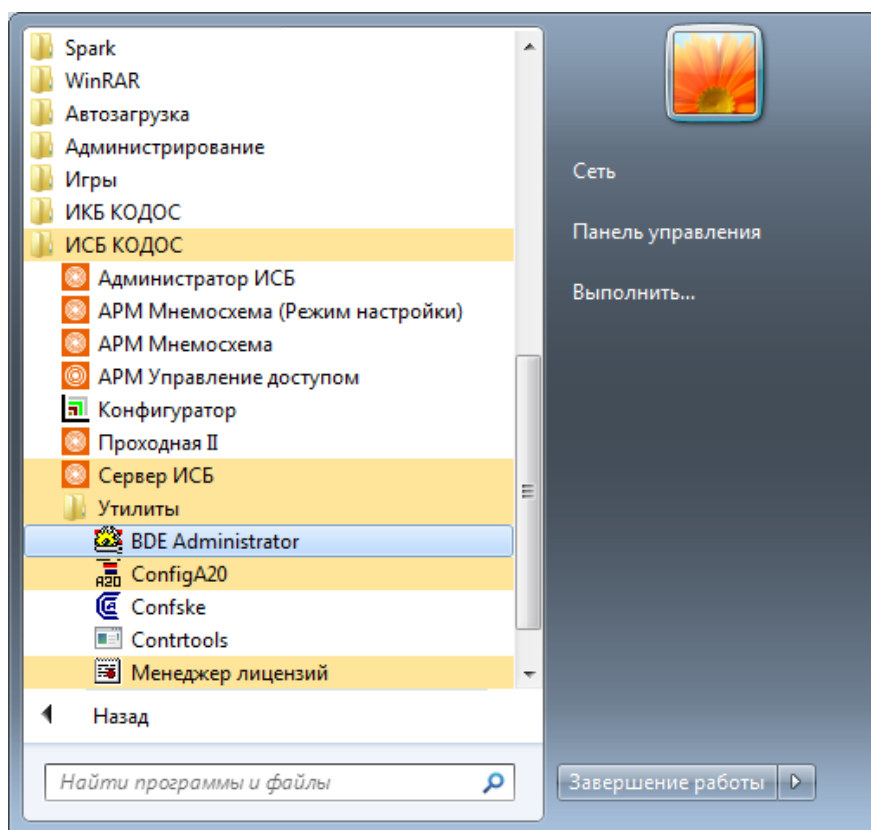 Spark
WinRAR
Автозагрузка
Администрирование
Игры
ИКБ КОДОС
ИСБ КОДОС
Администратор ИСБ
АРМ Мнемосхема (Режим настройки)
АРМ Мнемосхема
АРМ Управление доступом
Конфигуратор
Проходная II
Сервер ИСБ
Утилиты
BDE Administrator
A20 ConfigA20
Confske
Contrtools
Менеджер лицензий
Назад
Найти программы и файлы
Сеть
Панель управления
Выполнить...
Завершение работы